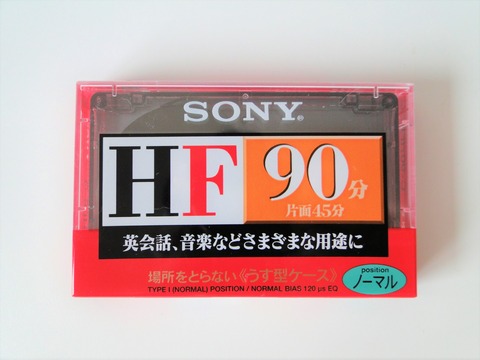 SONY®
HF 90分
片面45分
英会話、音楽などさまざまな用途に
場所をとらない《うす型ケース》
TYPE I (NORMAL) POSITION / NORMAL BIAS 120 μs EQ
position
ノーマル